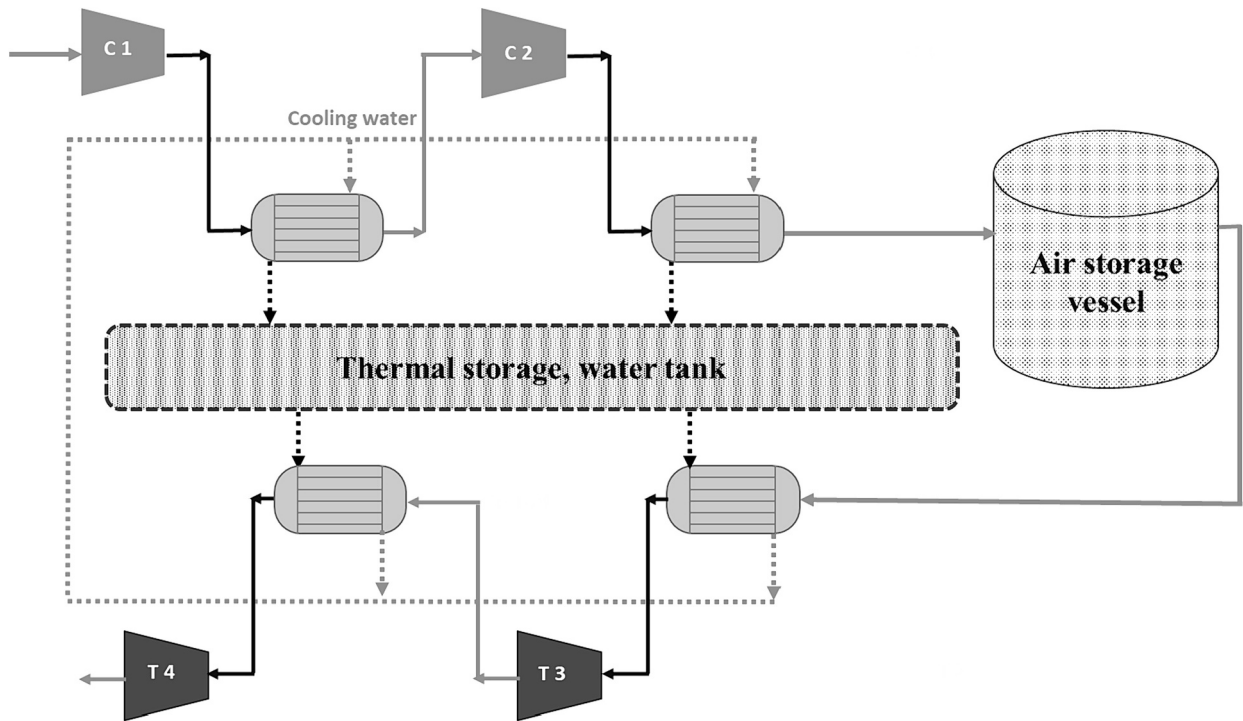 C 1
C 2
Cooling water
Air storage
vessel
Thermal storage, water tank
T 4
T 3